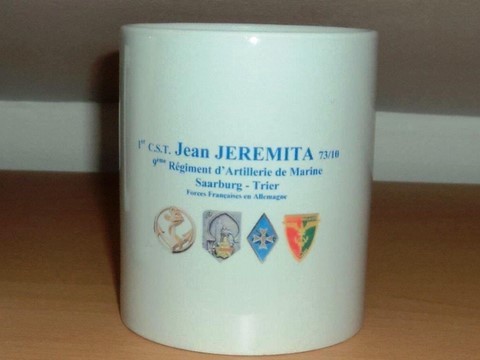 1er C.S.T. Jean JEREMITA 73/10
9ème Régiment d'Artillerie de Marine
Saarburg - Trier
Forces Françaises en Allemagne